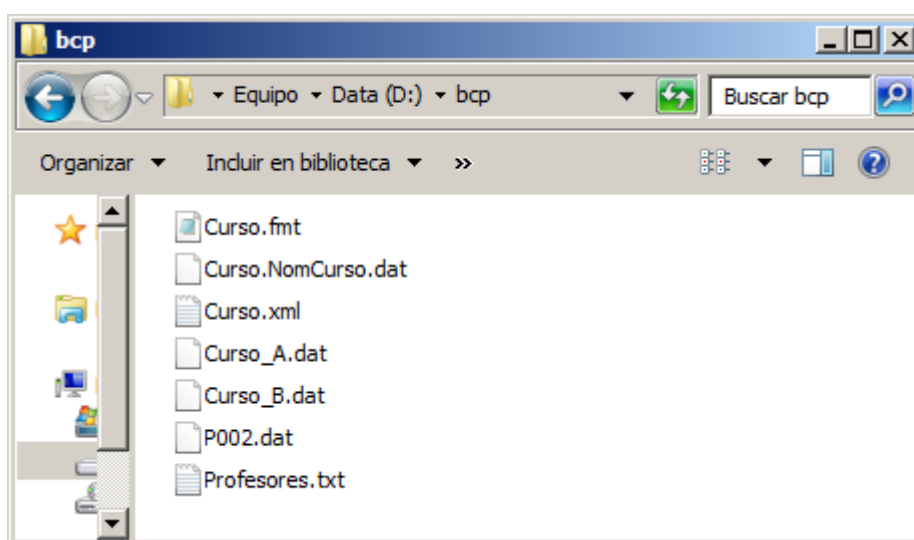 bcp
Equipo Data (D:) bcp Buscar bcp
Organizar Incluir en biblioteca »
Curso.fmt
Curso.NomCurso.dat
Curso.xml
Curso_A.dat
Curso_B.dat
P002.dat
Profesores.txt